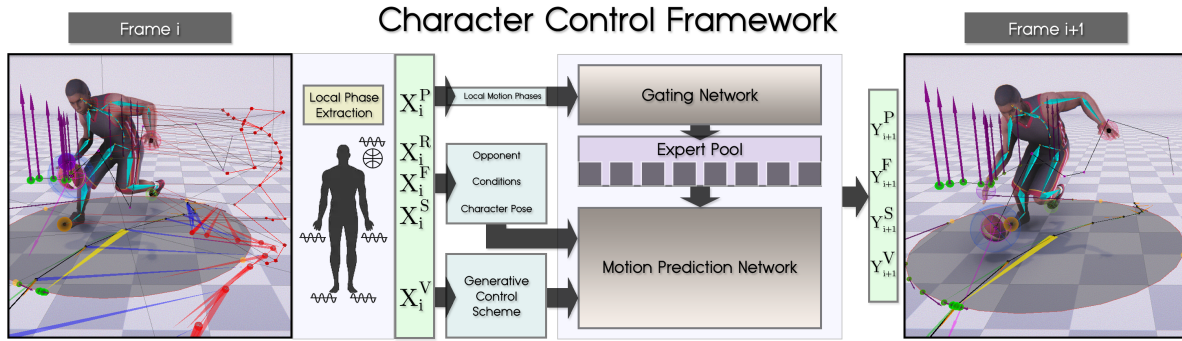 Character Control Framework
Frame i
Frame i+1
Local Phase
Extraction
X_i^P
X_i^R
X_i^F
X_i^S
X_i^V
Local Motion Phases
Opponent
Conditions
Character Pose
Generative
Control
Scheme
Gating Network
Expert Pool
Motion Prediction Network
Y_{i+1}^P
Y_{i+1}^F
Y_{i+1}^S
Y_{i+1}^V